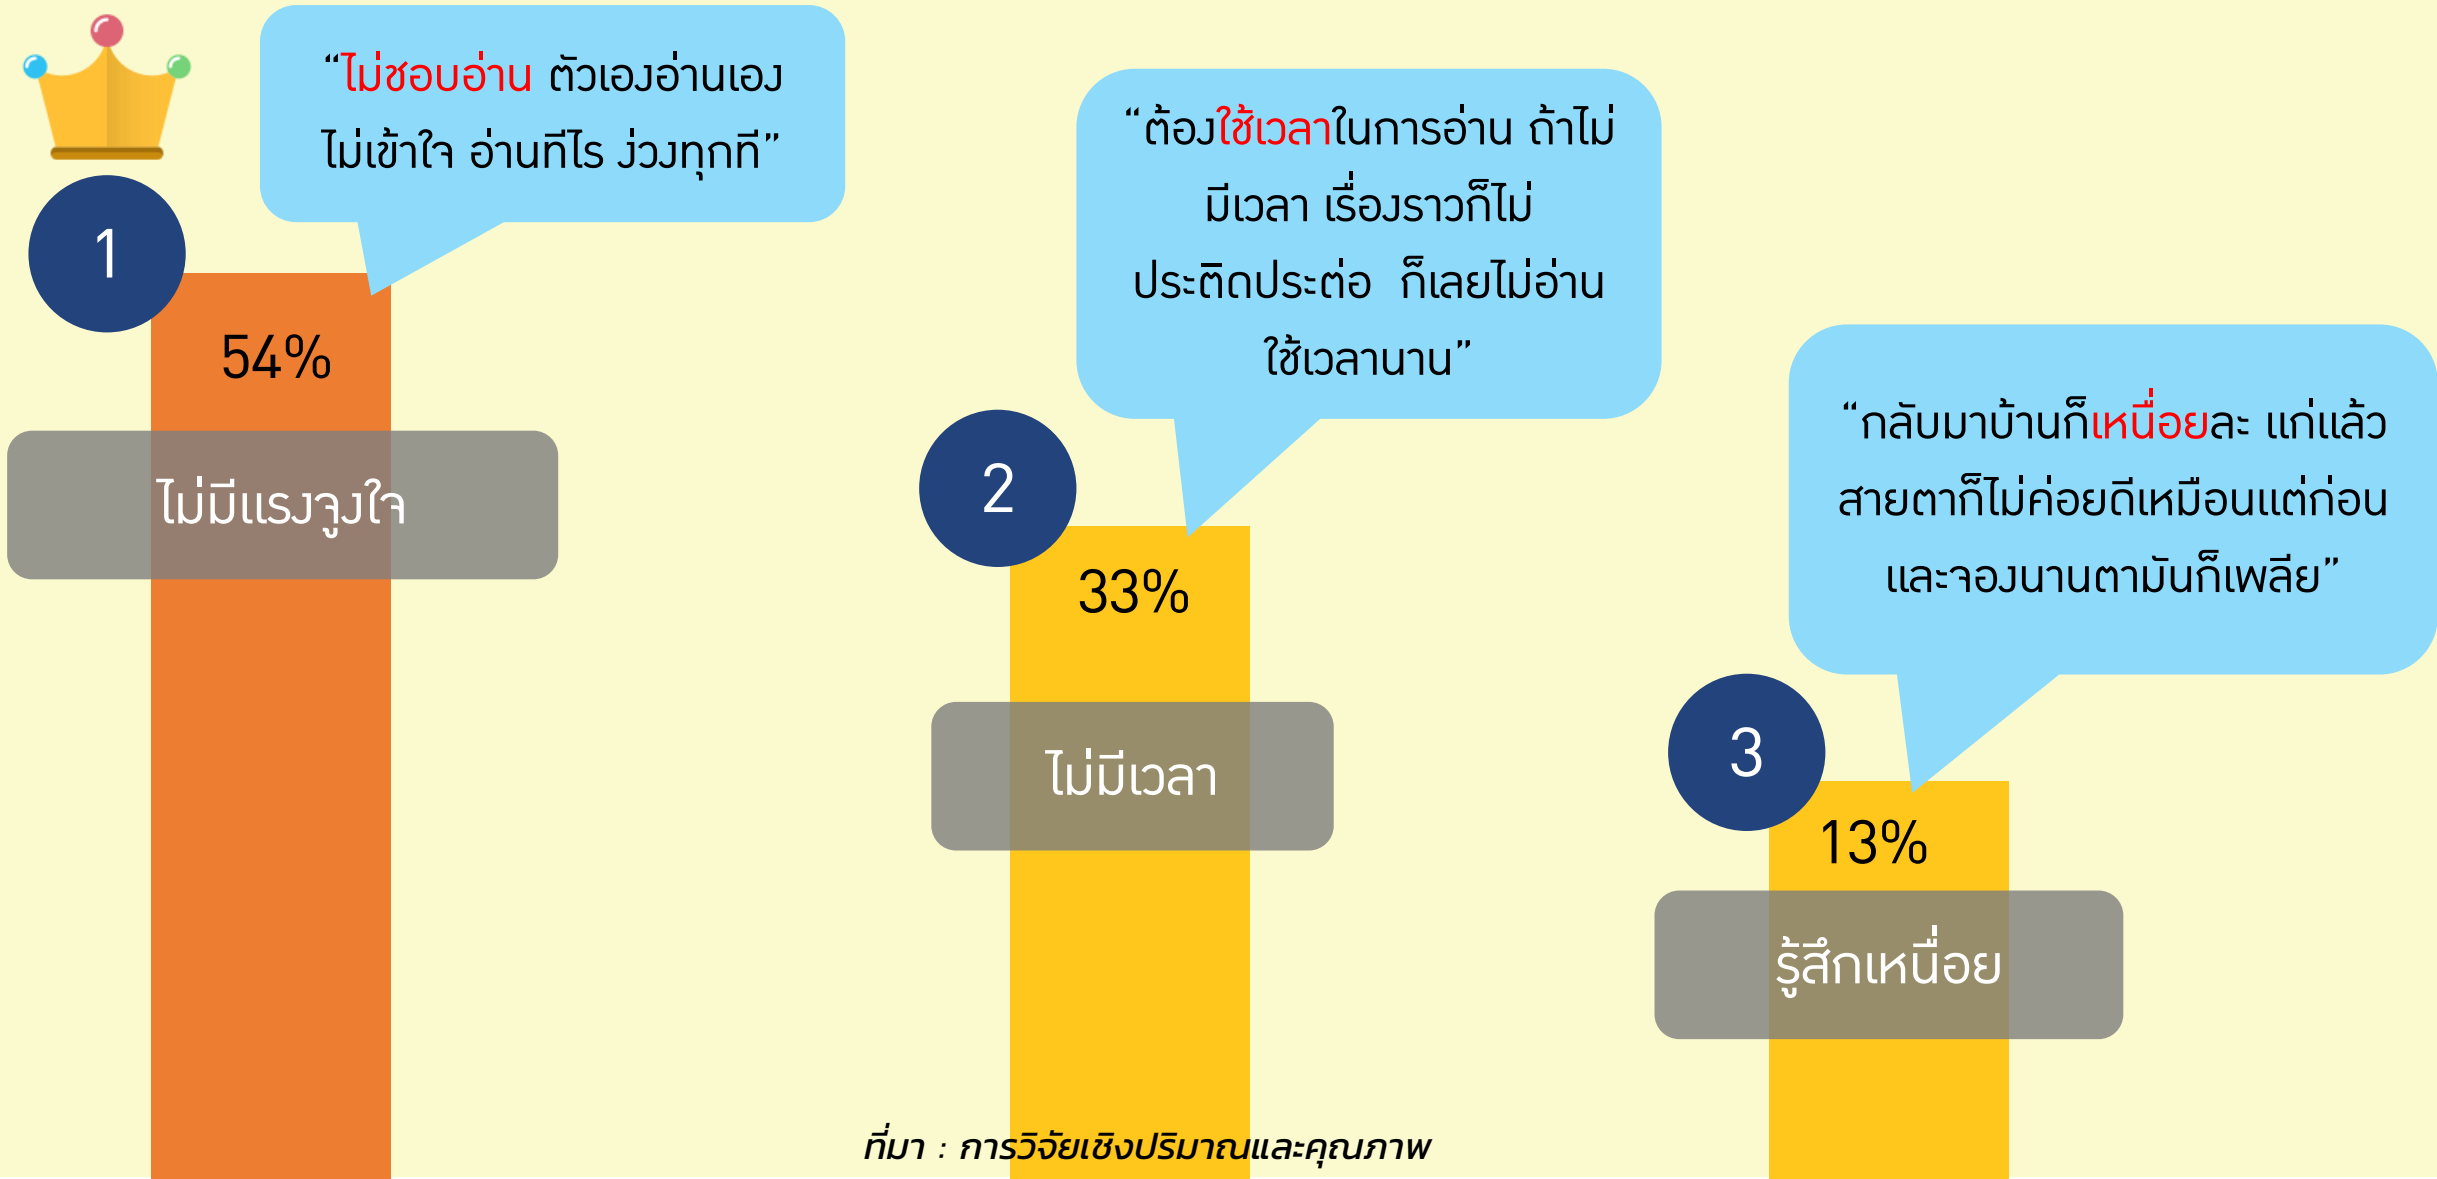 1
“ไม่ชอบอ่าน ตัวเองอ่านเอง
ไม่เข้าใจ อ่านทีไร ง่วงทุกที”
54%
ไม่มีแรงจูงใจ
2
“ต้องใช้เวลาในการอ่าน ถ้าไม่
มีเวลา เรื่องราวก็ไม่
ประติดประต่อ ก็เลยไม่อ่าน
ใช้เวลานาน”
33%
ไม่มีเวลา
3
“กลับมาบ้านก็เหนื่อยละ แก่แล้ว
สายตาก็ไม่ค่อยดีเหมือนแต่ก่อน
และจองนานตามันก็เพลีย”
13%
รู้สึกเหนื่อย
ที่มา : การวิจัยเชิงปริมาณและคุณภาพ